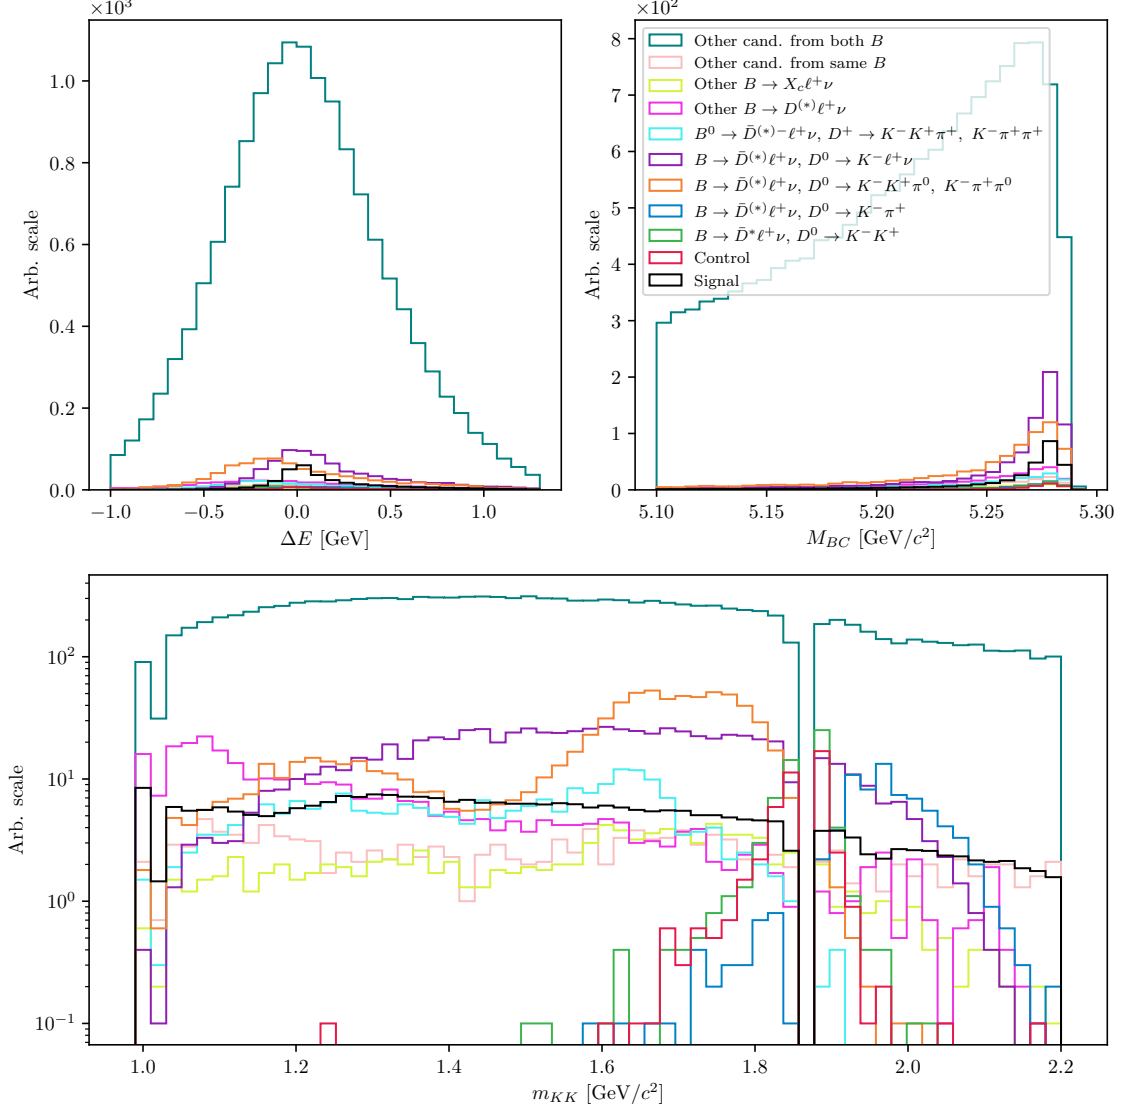 ×10³
Arb. scale
1.0
0.8
0.6
0.4
0.2
0.0
−1.0 −0.5 0.0 0.5 1.0
ΔE [GeV]
×10²
Arb. scale
8
7
6
5
4
3
2
1
0
Other cand. from both B
Other cand. from same B
Other B → X_cℓ⁺ν
Other B → D⁽*⁾ℓ⁺ν
B⁰ → D̄⁽*⁾⁻ℓ⁺ν, D⁺ → K⁻K⁺π⁺, K⁻π⁺π⁺
B → D̄⁽*⁾ℓ⁺ν, D⁰ → K⁻ℓ⁺ν
B → D̄⁽*⁾ℓ⁺ν, D⁰ → K⁻K⁺π⁰, K⁻π⁺π⁰
B → D̄⁽*⁾ℓ⁺ν, D⁰ → K⁻π⁺
B → D̄*ℓ⁺ν, D⁰ → K⁻K⁺
Control
Signal
5.10 5.15 5.20 5.25 5.30
M_BC [GeV/c²]
Arb. scale
10²
10¹
10⁰
10⁻¹
1.0 1.2 1.4 1.6 1.8 2.0 2.2
m_KK [GeV/c²]